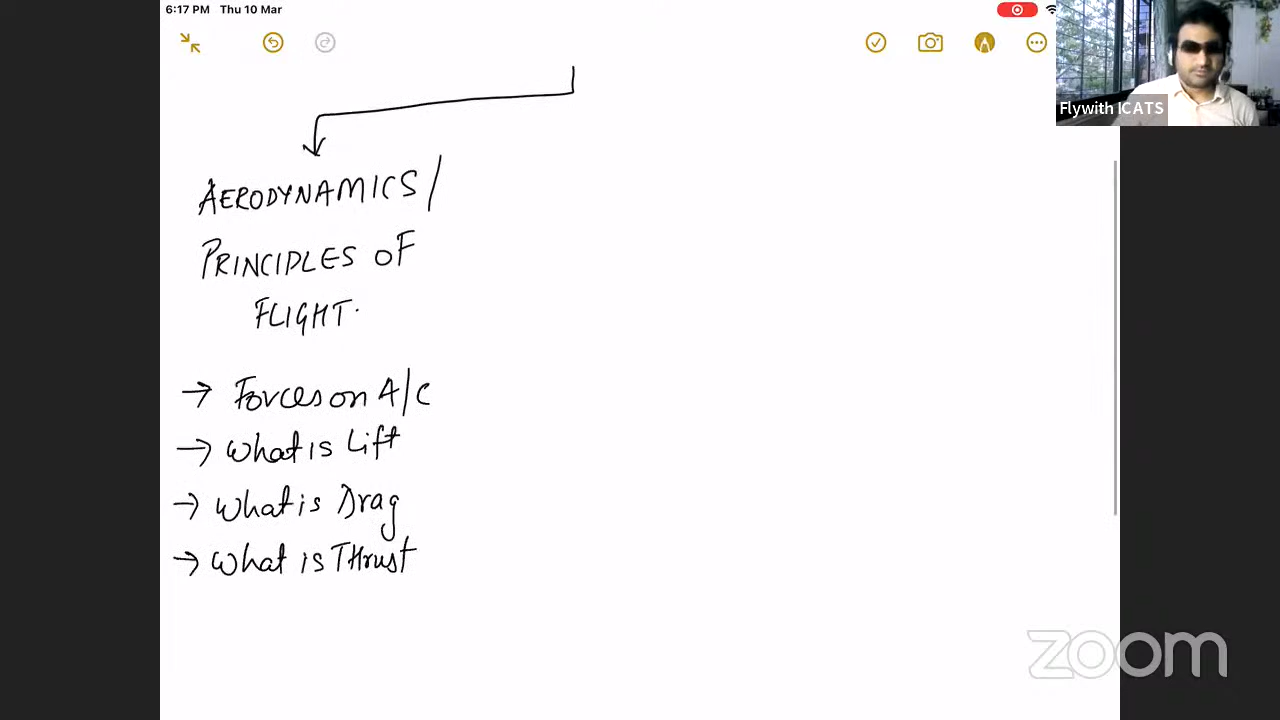 6:17 PM Thu 10 Mar
Flywith ICATS
AERODYNAMICS/
PRINCIPLES OF
FLIGHT.
→ Forces on A/C
→ What is Lift
→ What is Drag
→ What is THrust
zoom